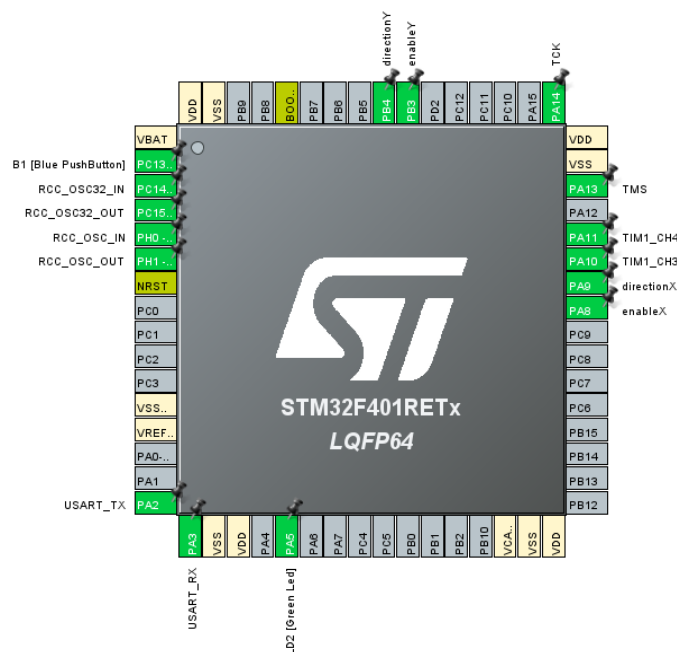 directionY
enableY
TCK
VDD
VSS
PB9
PB8
BOO..
PB7
PB6
PB5
PB4
PB3
PD2
PC12
PC11
PC10
PA15
PA14
VBAT
B1 [Blue PushButton] PC13..
RCC_OSC32_IN PC14..
RCC_OSC32_OUT PC15..
RCC_OSC_IN PH0 -..
RCC_OSC_OUT PH1 -..
NRST
PC0
PC1
PC2
PC3
VSS..
VREF..
PA0-..
PA1
USART_TX PA2
STM32F401RETx
LQFP64
VDD
VSS
PA13 TMS
PA12
PA11 TIM1_CH4
PA10 TIM1_CH3
PA9 directionX
PA8 enableX
PC9
PC8
PC7
PC6
PB15
PB14
PB13
PB12
PA3
VSS
VDD
PA4
PA5
PA6
PA7
PC4
PC5
PB0
PB1
PB2
PB10
VCA..
VSS
VDD
USART_RX
LD2 [Green Led]